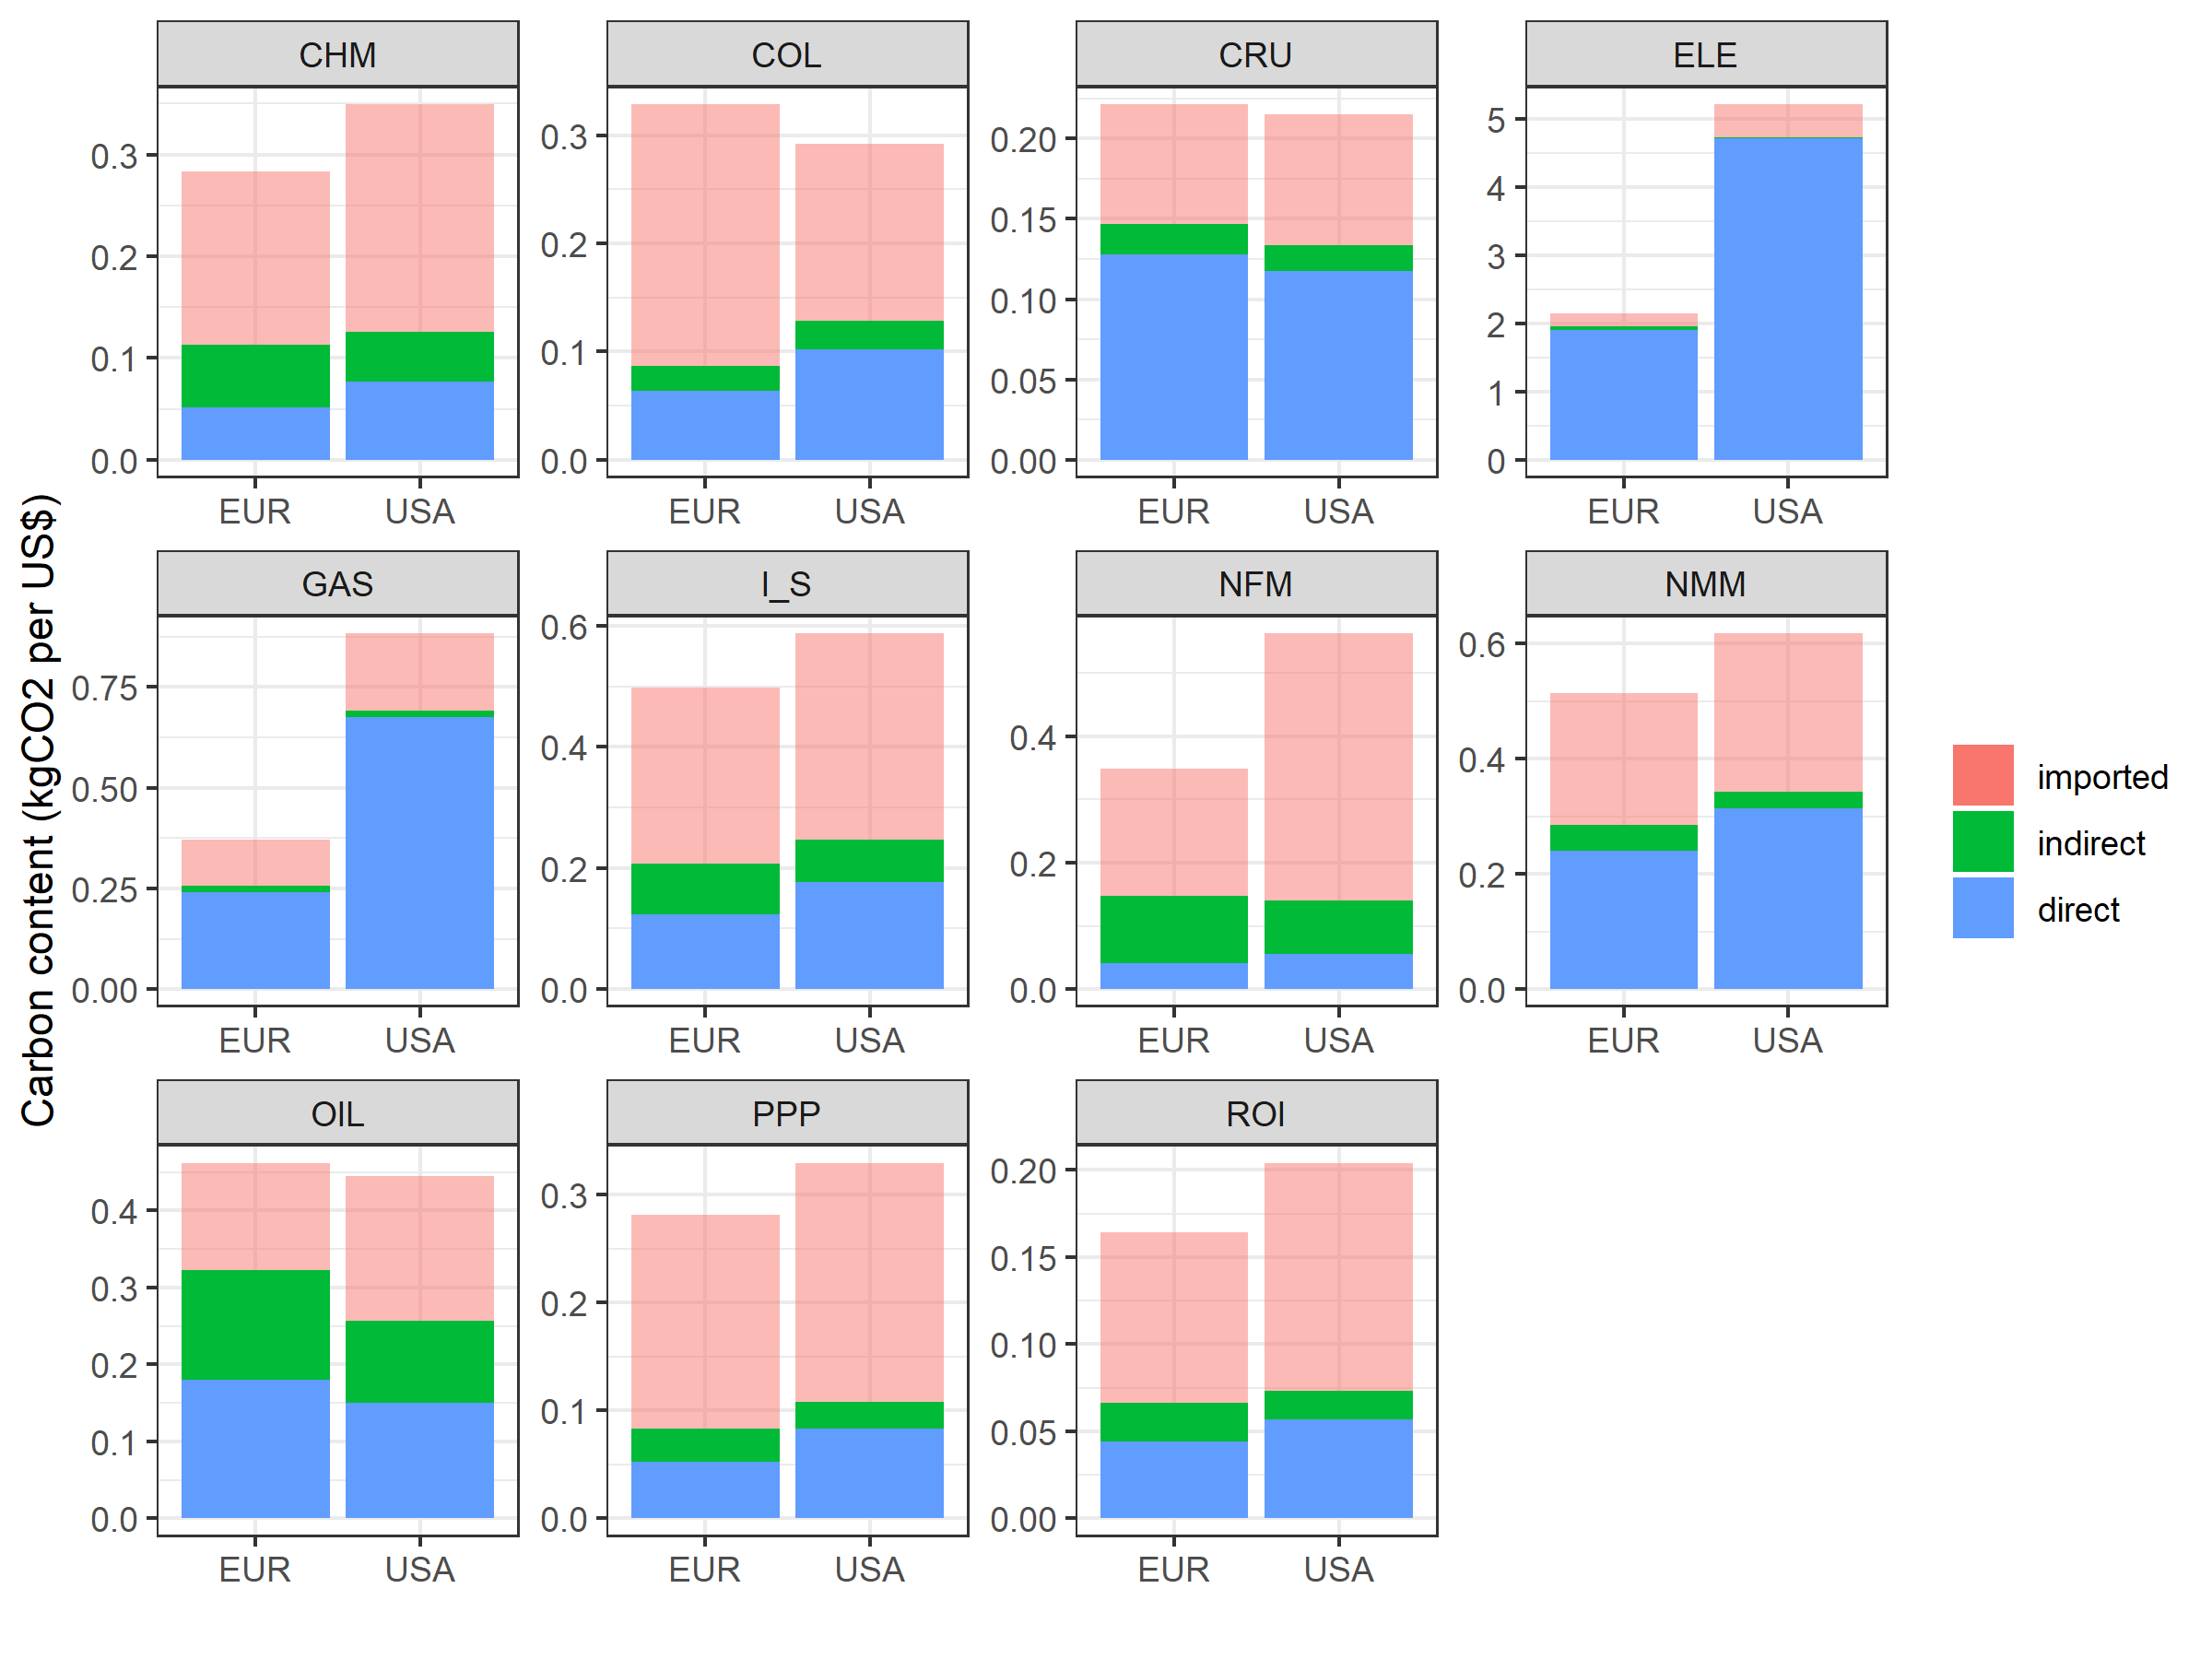 CHM COL CRU ELE
0.3 0.3 0.20 5
0.2 0.2 0.15 4
0.1 0.1 0.10 3
0.0 0.0 0.05 2
0.00 1
0
EUR USA EUR USA EUR USA EUR USA
Carbon content (kgCO2 per US$)
GAS I_S NFM NMM
0.75 0.6 0.4 0.6
0.50 0.4 0.2 0.4
0.25 0.2 0.0 0.2
0.00 0.0 0.0
EUR USA EUR USA EUR USA EUR USA
imported
indirect
direct
OIL PPP ROI
0.4 0.3 0.20
0.3 0.2 0.15
0.2 0.1 0.10
0.1 0.0 0.05
0.0 0.00
EUR USA EUR USA EUR USA